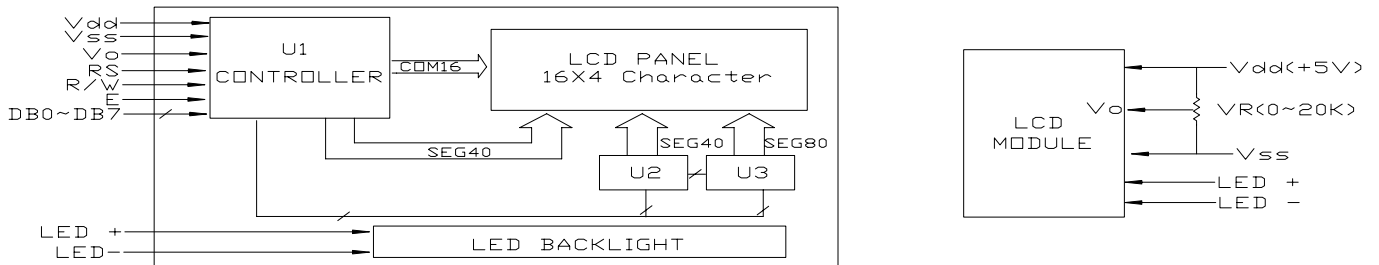 Vdd
Vss
Vo
RS
R/W
E
DB0~DB7
U1
CONTROLLER
COM16
LCD PANEL
16X4 Character
SEG40
SEG40
SEG80
U2
U3
LED +
LED-
LED BACKLIGHT
LCD
MODULE
Vdd(+5V)
Vo
VR(0~20K)
Vss
LED +
LED -